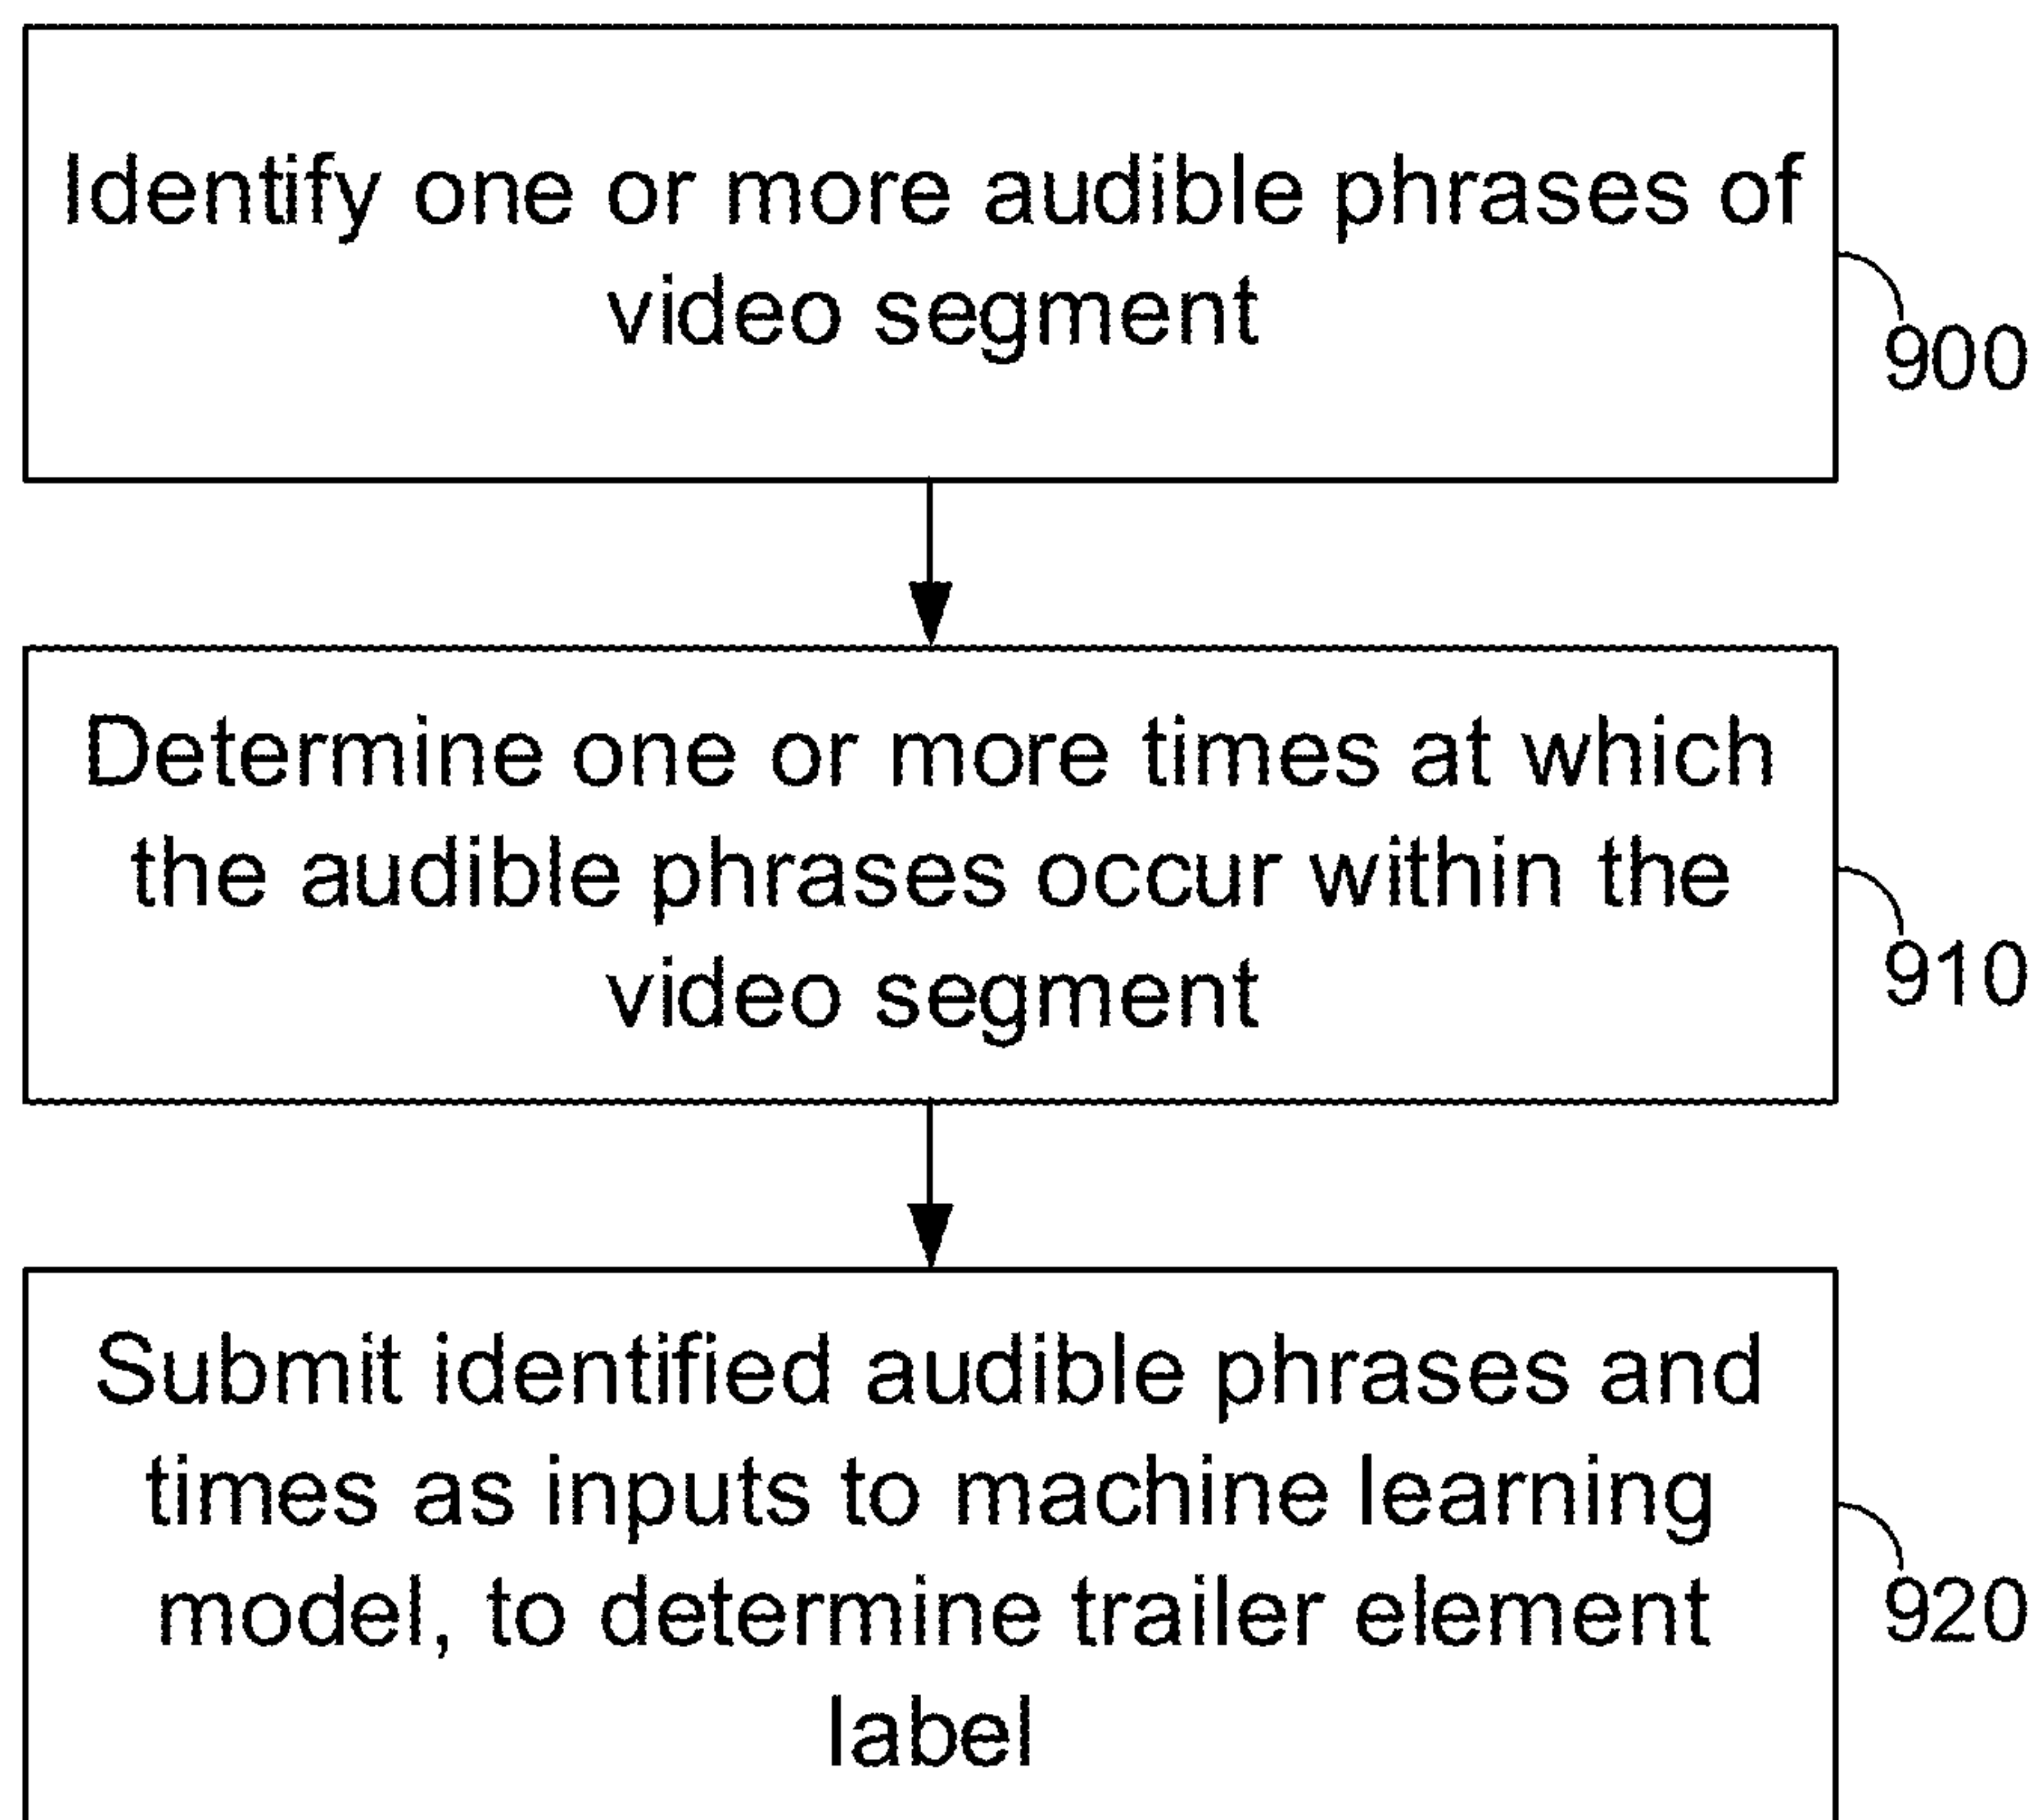 Identify one or more audible phrases of
video segment
900
Determine one or more times at which
the audible phrases occur within the
video segment
910
Submit identified audible phrases and
times as inputs to machine learning
model, to determine trailer element
label
920